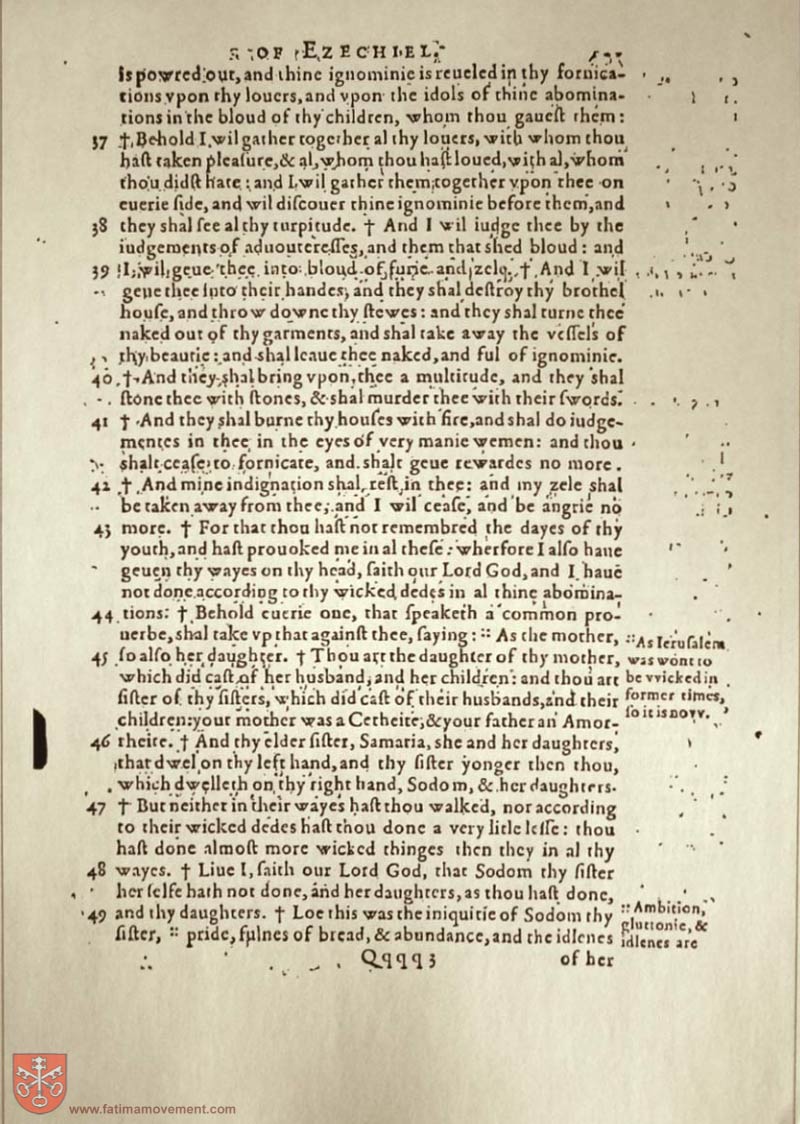 OF EZECHIEL
is powred out, and thine ignominie is reueled in thy fornica-
tions vpon thy louers, and vpon the idols of thine abomina-
tions in the bloud of thy children, whom thou gauest them:
37 † Behold I wil gather together al thy louers, with whom thou
hast taken pleasure, & al, whom thou hast loued, with al, whom
thou didst hate: and I wil gather them together vpon thee on
euerie side, and wil discouer thine ignominie before them, and
38 they shal see al thy turpitude. † And I wil iudge thee by the
iudgements of aduouteresses, and them that shed bloud: and
39 I wil geue thee into bloud of furie and zele. † And I wil
geue thee into their handes, and they shal destroy thy brothel
house, and throw downe thy stewes: and they shal turne thee
naked out of thy garments, and shal take away the vessels of
thy beautie: and shal leaue thee naked, and ful of ignominie.
40 † And they shal bring vpon thee a multitude, and they shal
stone thee with stones, & shal murder thee with their swords.
41 † And they shal burne thy houses with fire, and shal do iudge-
mentes in thee in the eyes of very manie wemen: and thou
shalt cease to fornicate, and shalt geue rewardes no more.
42 † And mine indignation shal rest in thee: and my zele shal
be taken away from thee, and I wil cease, and be angrie no
43 more. † For that thou hast not remembred the dayes of thy
youth, and hast prouoked me in al these: wherfore I also haue
geuen thy wayes on thy head, saith our Lord God, and I haue
not done according to thy wicked dedes in al thine abomina-
44 tions. † Behold euerie one, that speaketh a common pro-
uerbe, shal take vp that against thee, saying: :: As the mother,
45 so also her daughter. † Thou art the daughter of thy mother,
which did cast of her husband, and her children: and thou art
sister of thy sisters, which did cast of their husbands, and their
children: your mother was a Cetheite, & your father an Amor-
46 rheite. † And thy elder sister, Samaria, she and her daughters,
that dwel on thy left hand, and thy sister yonger then thou,
which dwelleth on thy right hand, Sodom, & her daughters.
47 † But neither in their wayes hast thou walked, nor according
to their wicked dedes hast thou done a very litle lesse: thou
hast done almost more wicked thinges then they in al thy
48 wayes. † Liue I, saith our Lord God, that Sodom thy sister
her selfe hath not done, and her daughters, as thou hast done,
49 and thy daughters. † Loe this was the iniquitie of Sodom thy
sister, :: pride, fulnes of bread, & abundance, and the idlenes
Qqqq 3
of her
:: As Ierusalem
was wont to
be vvicked in
former times,
so it is novv.
:: Ambition,
gluttonie, &
idlenes are
www.fatimamovement.com